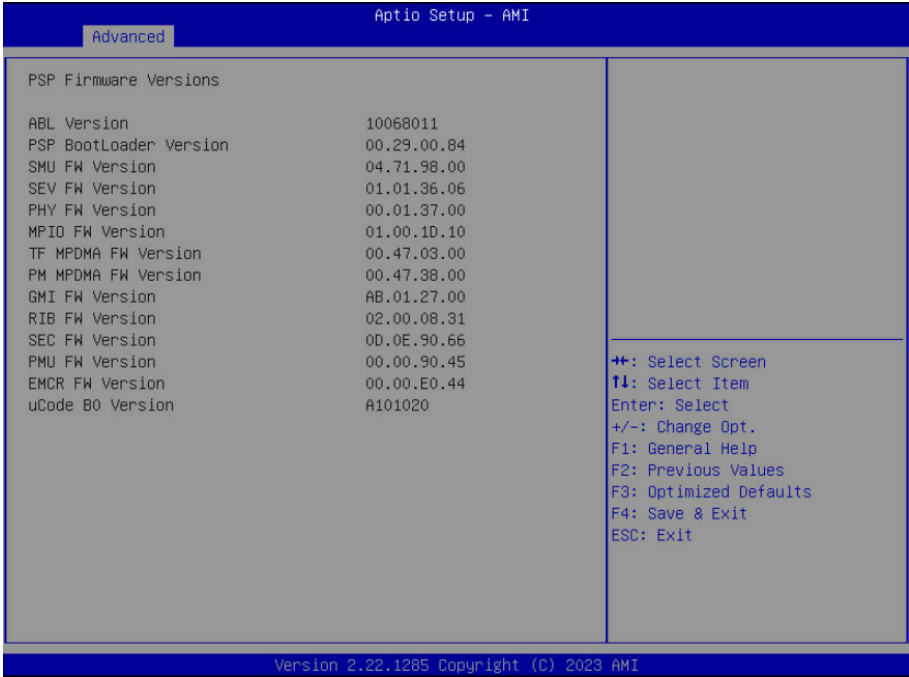 Aptio Setup – AMI
Advanced
PSP Firmware Versions
ABL Version 10068011
PSP BootLoader Version 00.29.00.84
SMU FW Version 04.71.98.00
SEV FW Version 01.01.36.06
PHY FW Version 00.01.37.00
MPIO FW Version 01.00.1D.10
TF MPDMA FW Version 00.47.03.00
PM MPDMA FW Version 00.47.38.00
GMI FW Version AB.01.27.00
RIB FW Version 02.00.08.31
SEC FW Version 0D.0E.90.66
PMU FW Version 00.00.90.45
EMCR FW Version 00.00.E0.44
uCode B0 Version A101020
→←: Select Screen
↑↓: Select Item
Enter: Select
+/-: Change Opt.
F1: General Help
F2: Previous Values
F3: Optimized Defaults
F4: Save & Exit
ESC: Exit
Version 2.22.1285 Copyright (C) 2023 AMI